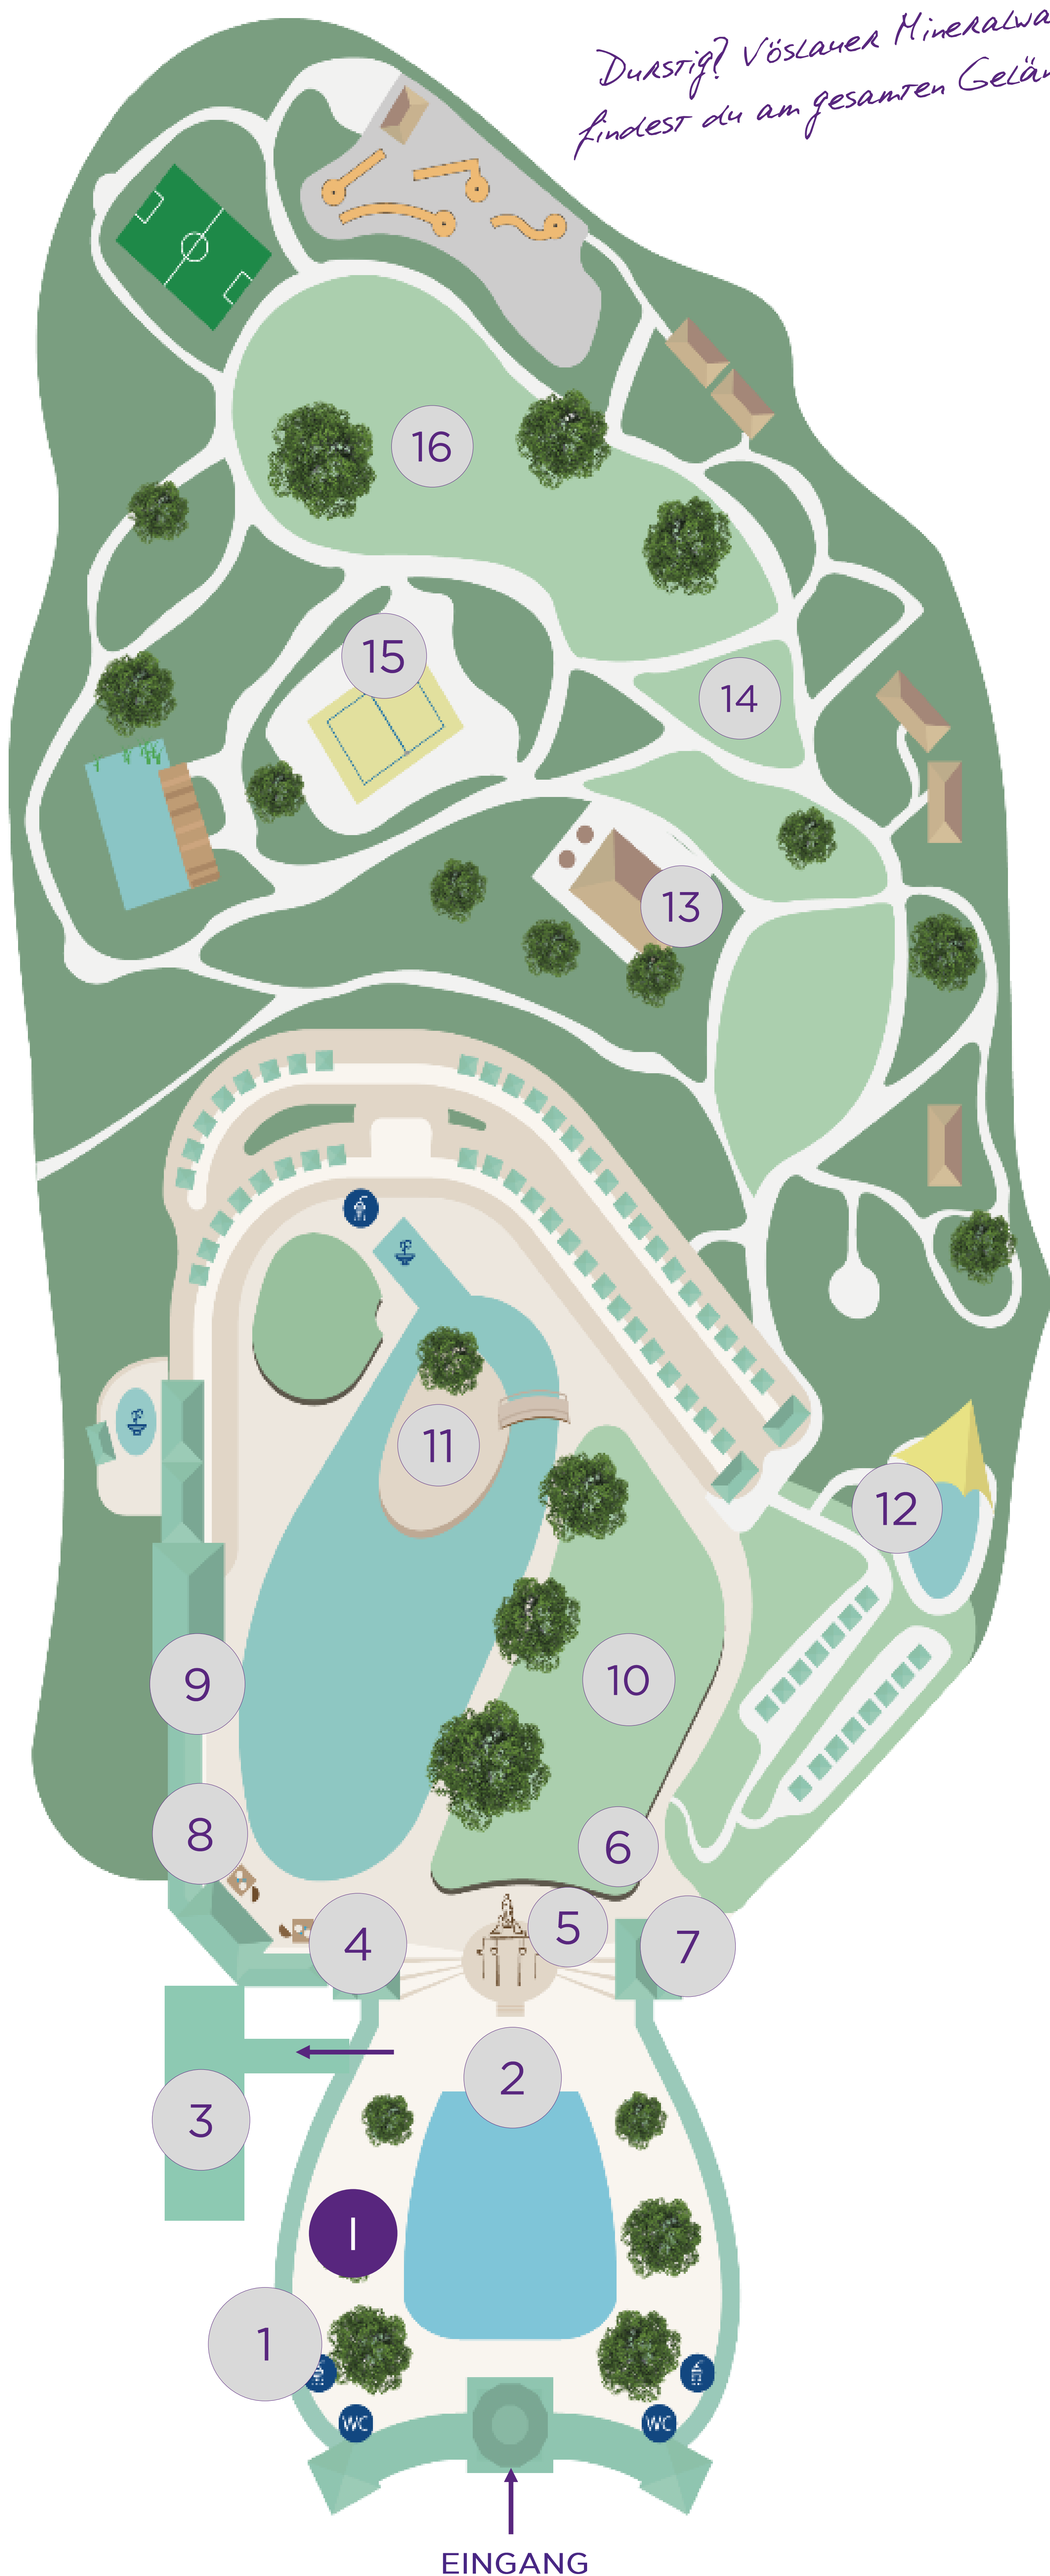 Durstig? Vöslauer Mineralwa
findest du am gesamten Gelän
16
15
14
13
11
12
10
9
8
6
5
4
7
2
3
I
1
WC
WC
EINGANG